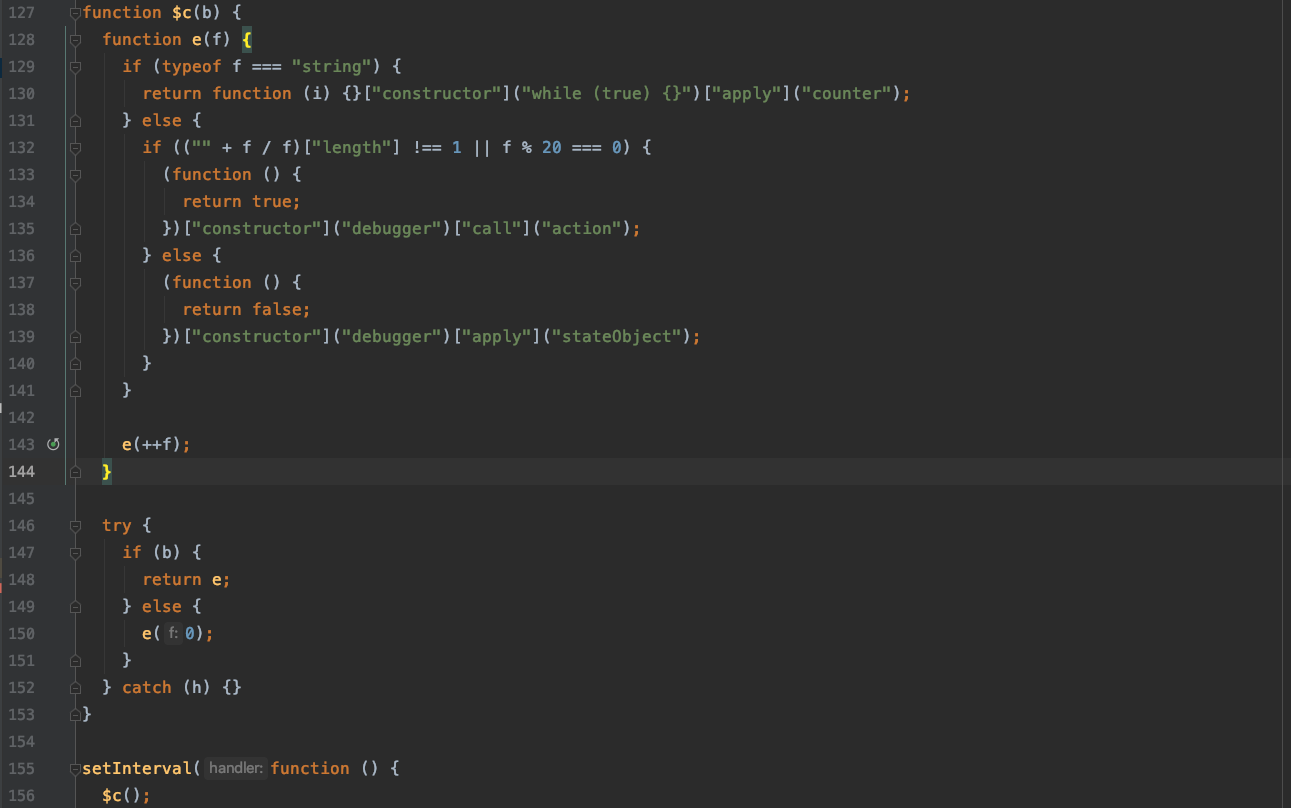 127 function $c(b) {
128 function e(f) {
129 if (typeof f === "string") {
130 return function (i) {}["constructor"]("while (true) {}")["apply"]("counter");
131 } else {
132 if (("" + f / f)["length"] !== 1 || f % 20 === 0) {
133 (function () {
134 return true;
135 })["constructor"]("debugger")["call"]("action");
136 } else {
137 (function () {
138 return false;
139 })["constructor"]("debugger")["apply"]("stateObject");
140 }
141 }
142
143 e(++f);
144 }
145
146 try {
147 if (b) {
148 return e;
149 } else {
150 e( f: 0);
151 }
152 } catch (h) {}
153 }
154
155 setInterval( handler: function () {
156 $c();